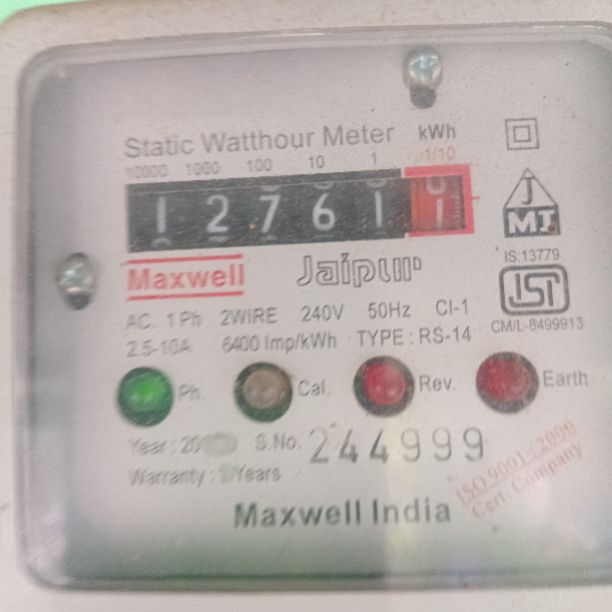 Static Watthour Meter kWh
10000 1000 100 10 1 1/10
1 2 7 6 1 1
J
MJ
IS.13779
ISI
CM/L-8499913
Maxwell Jaipur
AC. 1 Ph 2WIRE 240V 50Hz Cl-1
2.5-10A 6400 Imp/kWh TYPE : RS-14
Ph. Cal. Rev. Earth
Year : 20 S.No. 244999
Warranty : Years
ISO 9001 : 2000
Cert. Company
Maxwell India